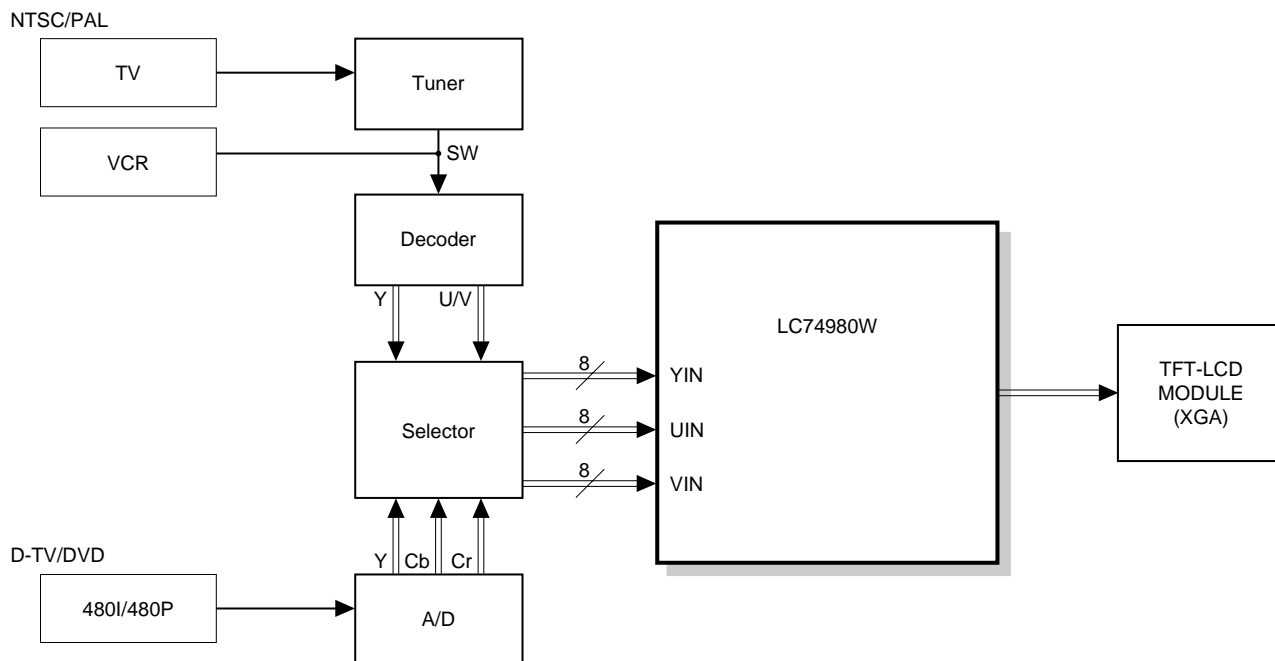 NTSC/PAL
TV
Tuner
VCR
SW
Decoder
Y
U/V
LC74980W
8
YIN
TFT-LCD
MODULE
(XGA)
Selector
8
UIN
8
VIN
D-TV/DVD
Y
Cb
Cr
480I/480P
A/D